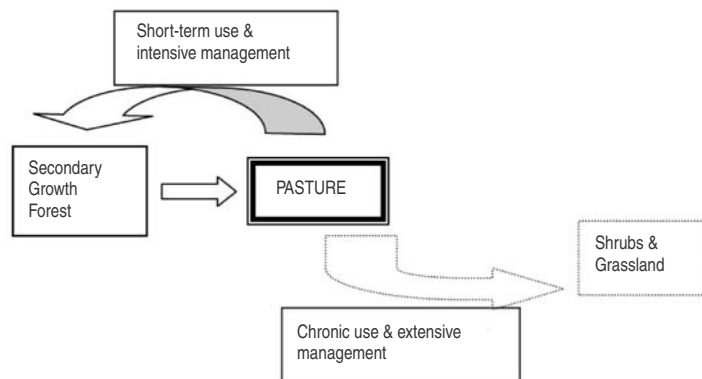 Short-term use &
intensive management
Secondary
Growth
Forest
PASTURE
Shrubs &
Grassland
Chronic use & extensive
management